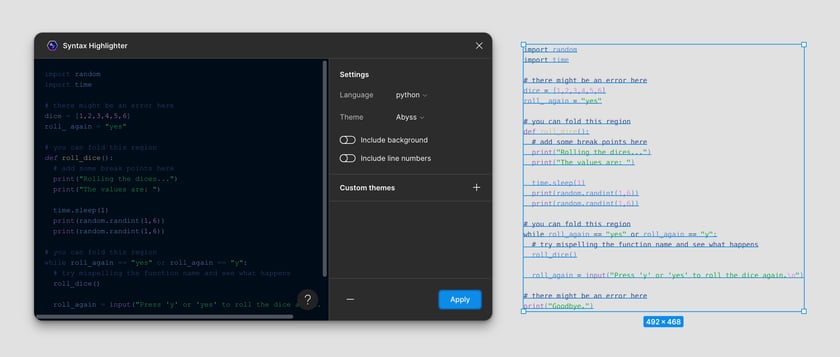 Syntax Highlighter
import random
import time
# there might be an error here
dice = [1,2,3,4,5,6]
roll_ again = "yes"
# you can fold this region
def roll_dice():
# add some break points here
print("Rolling the dices...")
print("The values are: ")
time.sleep(1)
print(random.randint(1,6))
print(random.randint(1,6))
# you can fold this region
while roll_again == "yes" or roll_again == "y":
# try mispelling the function name and see what happens
roll_dice()
roll_again = input("Press 'y' or 'yes' to roll the dice
?
Settings
Language python
Theme Abyss
Include background
Include line numbers
Custom themes
Apply
import random
import time
# there might be an error here
dice = [1,2,3,4,5,6]
roll_ again = "yes"
# you can fold this region
def roll_dice():
# add some break points here
print("Rolling the dices...")
print("The values are: ")
time.sleep(1)
print(random.randint(1,6))
print(random.randint(1,6))
# you can fold this region
while roll_again == "yes" or roll_again == "y":
# try mispelling the function name and see what happens
roll_dice()
roll_again = input("Press 'y' or 'yes' to roll the dice again.\n")
# there might be an error here
print("Goodbye.")
492 × 468